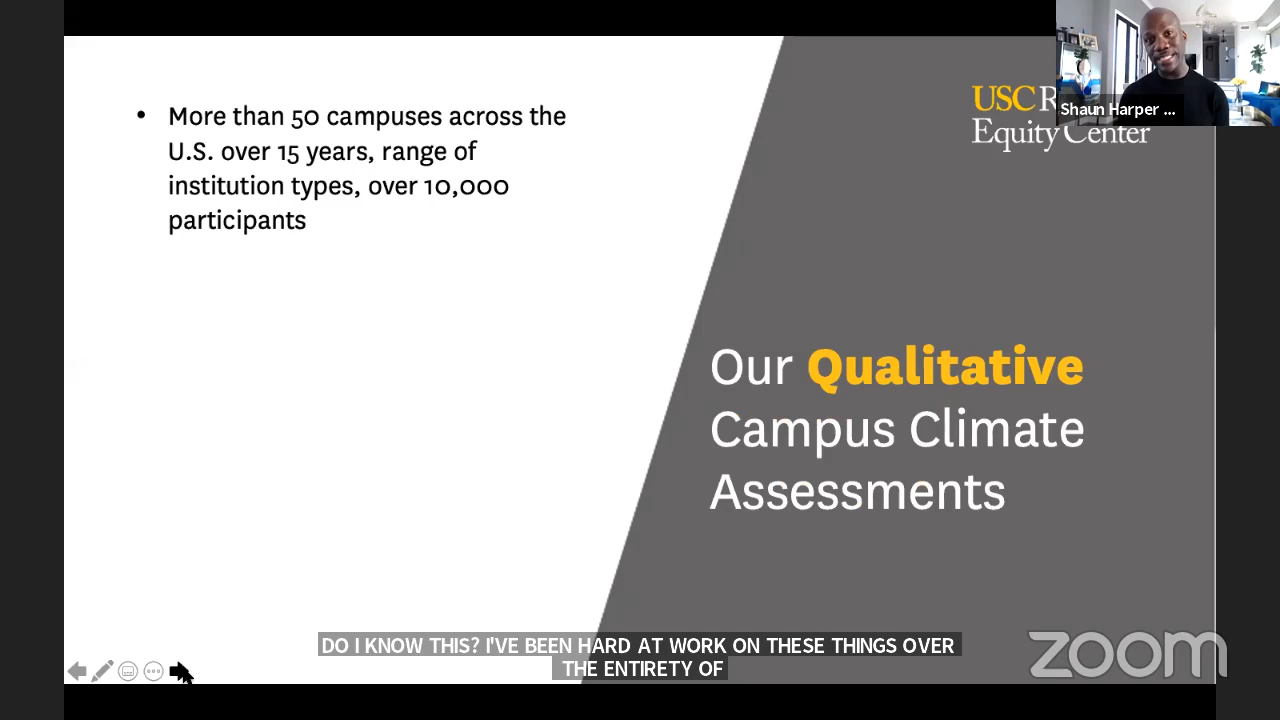 • More than 50 campuses across the
U.S. over 15 years, range of
institution types, over 10,000
participants
USC R
Equity Center
Shaun Harper ...
Our Qualitative
Campus Climate
Assessments
DO I KNOW THIS? I'VE BEEN HARD AT WORK ON THESE THINGS OVER
THE ENTIRETY OF
zoom